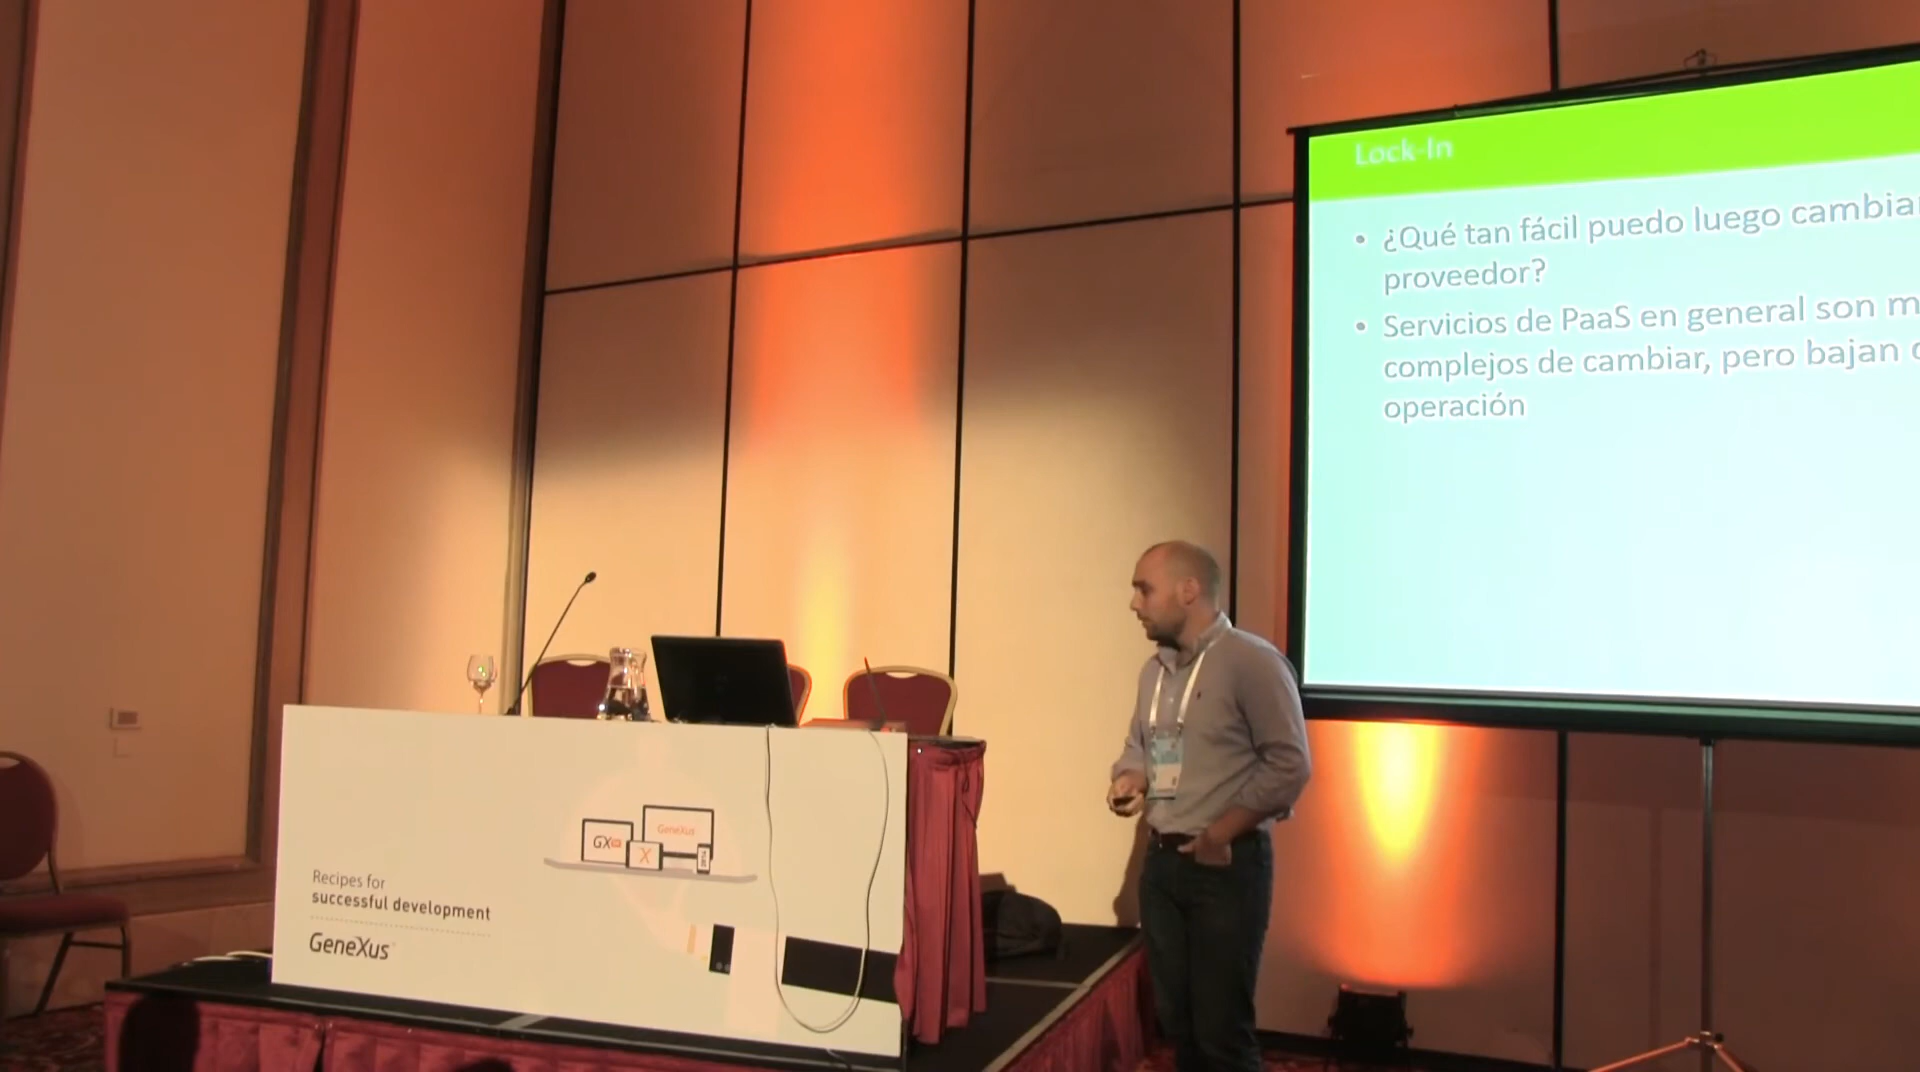 Lock-In
• ¿Qué tan fácil puedo luego cambiar
proveedor?
• Servicios de PaaS en general son
complejos de cambiar, pero bajan
operación
GeneXus
GX
X
Recipes for
successful development
GeneXus